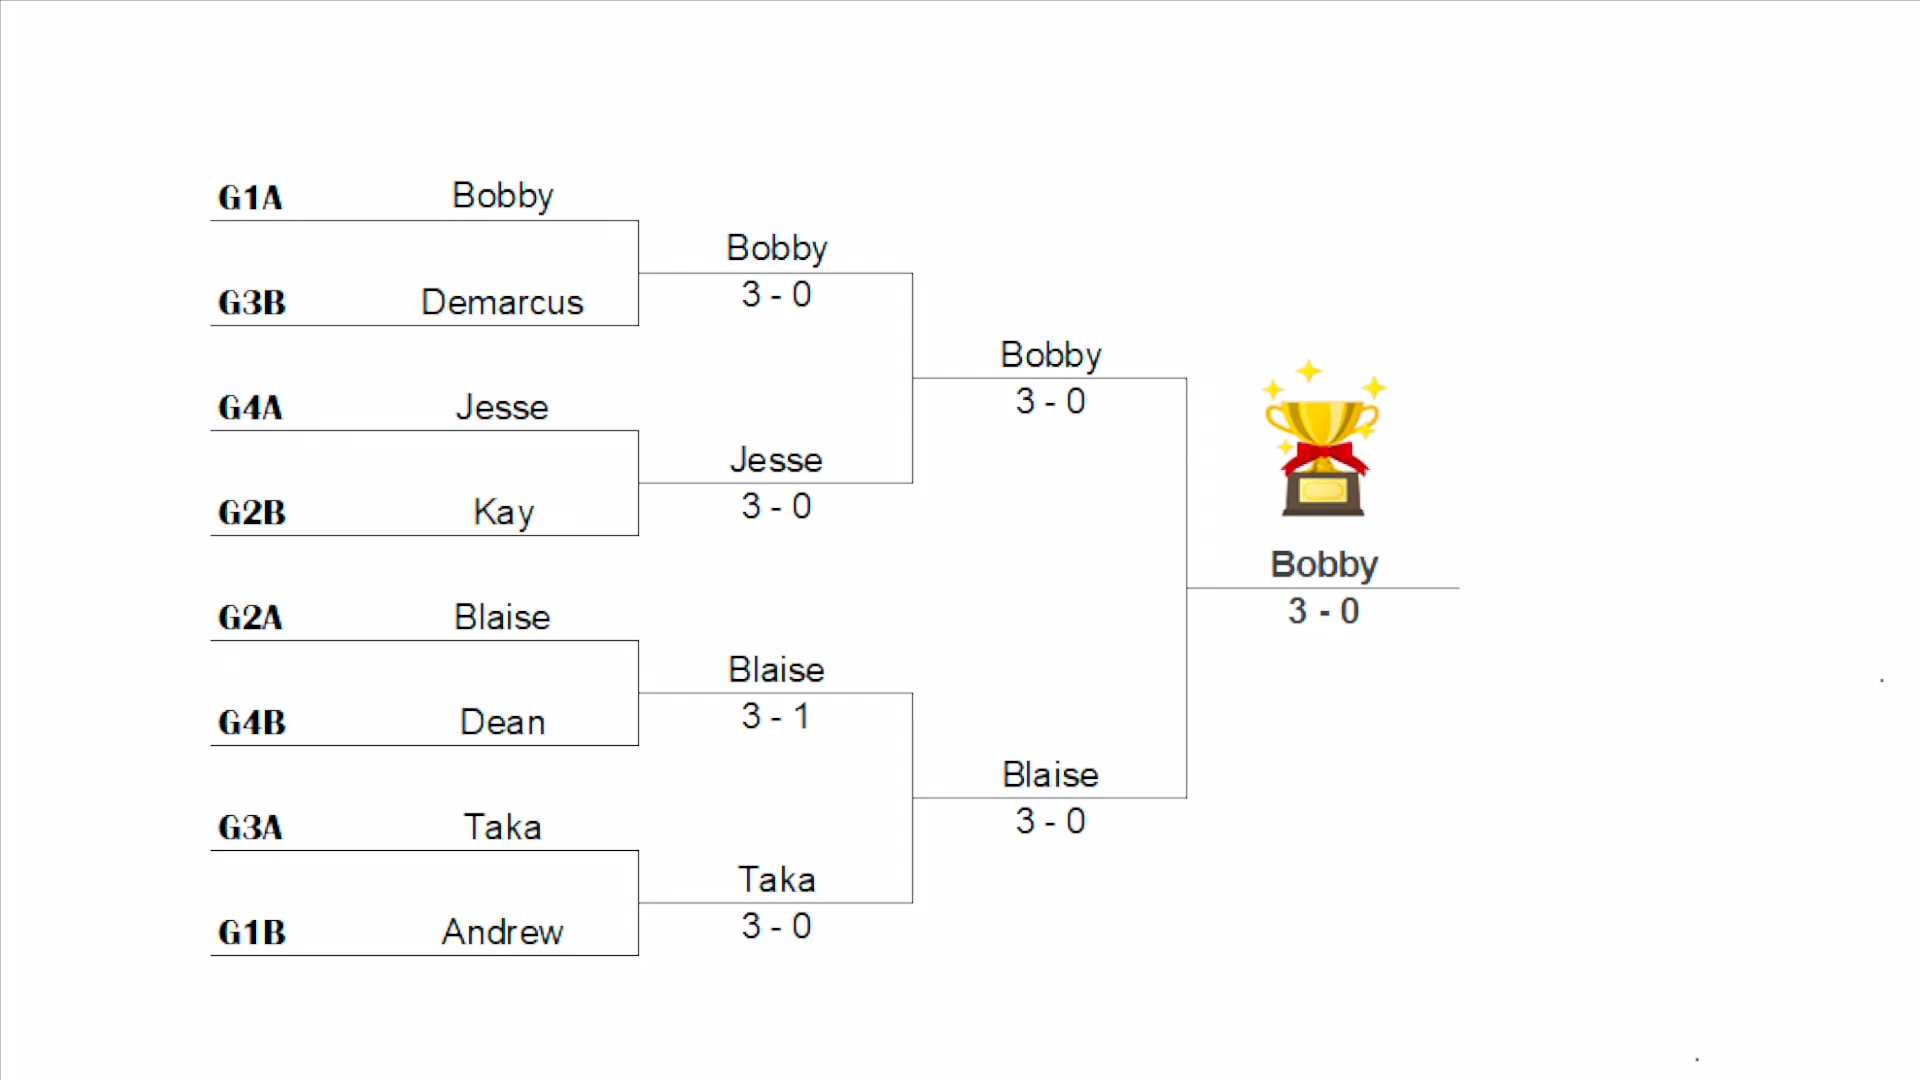 G1A Bobby
Bobby
3 - 0
G3B Demarcus
Bobby
3 - 0
G4A Jesse
Jesse
3 - 0
G2B Kay
Bobby
3 - 0
G2A Blaise
Blaise
3 - 1
G4B Dean
Blaise
3 - 0
G3A Taka
Taka
3 - 0
G1B Andrew